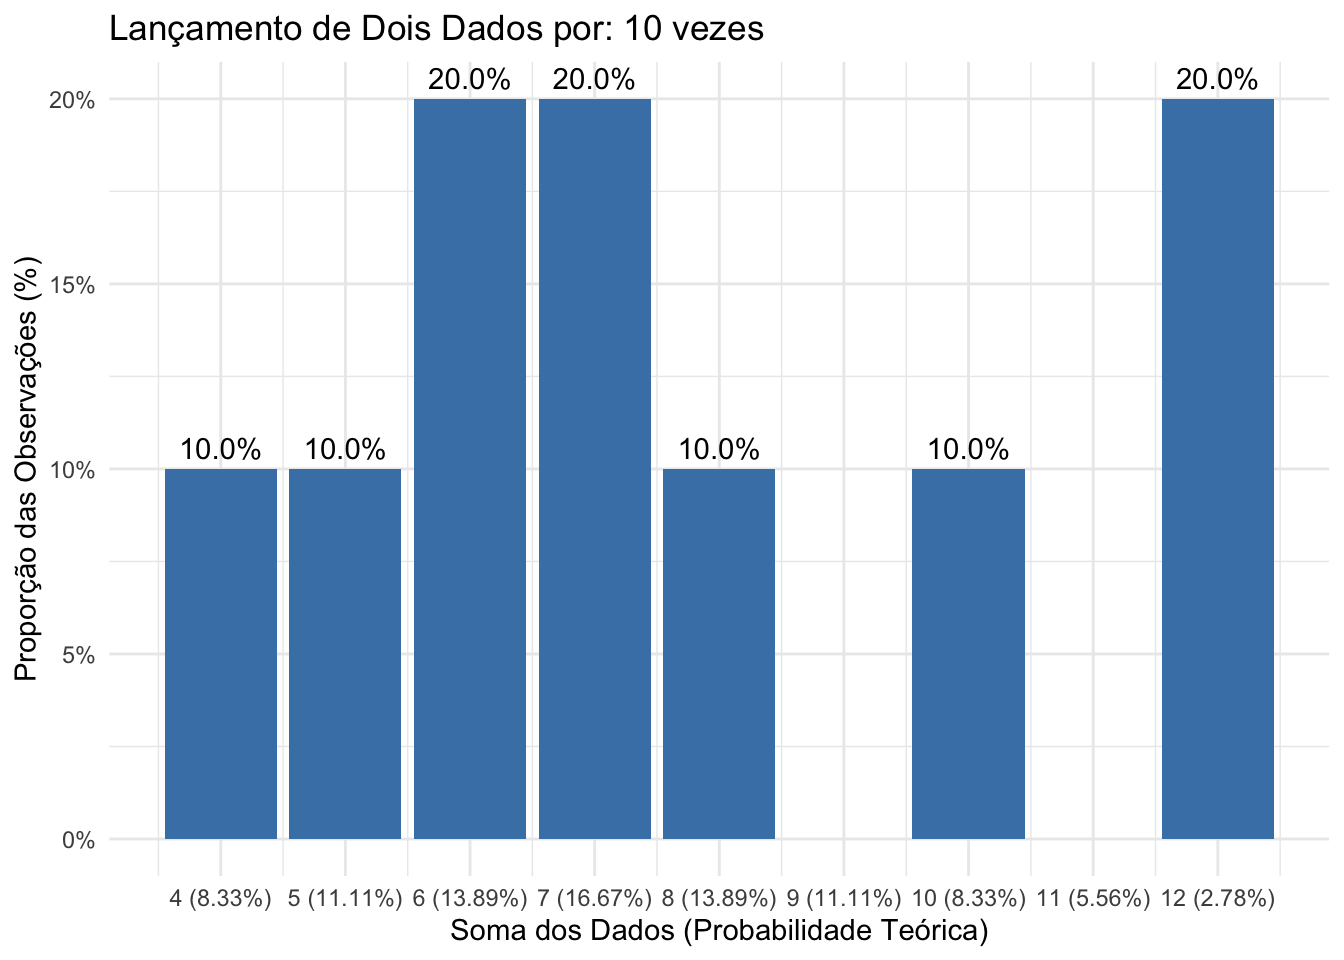 Lançamento de Dois Dados por: 10 vezes
20.0% 20.0% 20.0%
20%
15%
10.0% 10.0% 10.0% 10.0%
10%
5%
0%
Proporção das Observações (%)
4 (8.33%) 5 (11.11%) 6 (13.89%) 7 (16.67%) 8 (13.89%) 9 (11.11%) 10 (8.33%) 11 (5.56%) 12 (2.78%)
Soma dos Dados (Probabilidade Teórica)